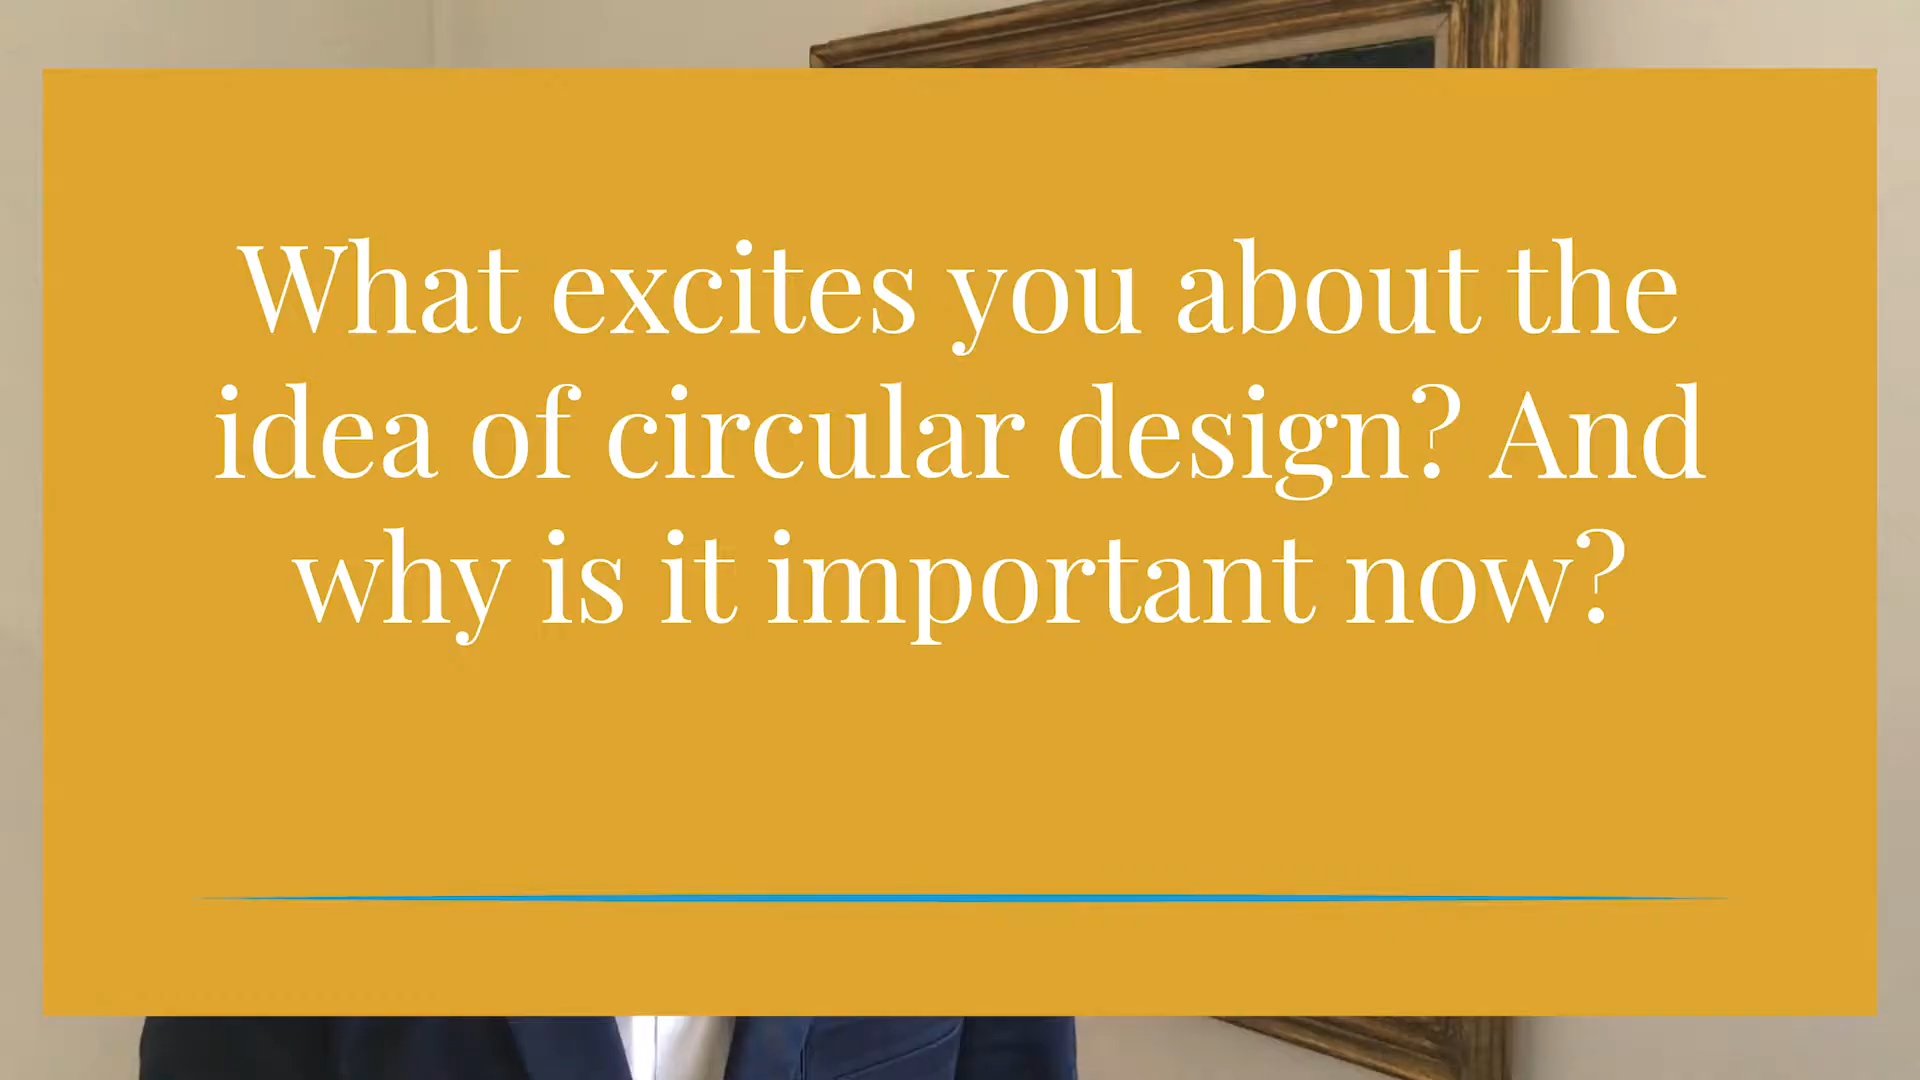 What excites you about the
idea of circular design? And
why is it important now?